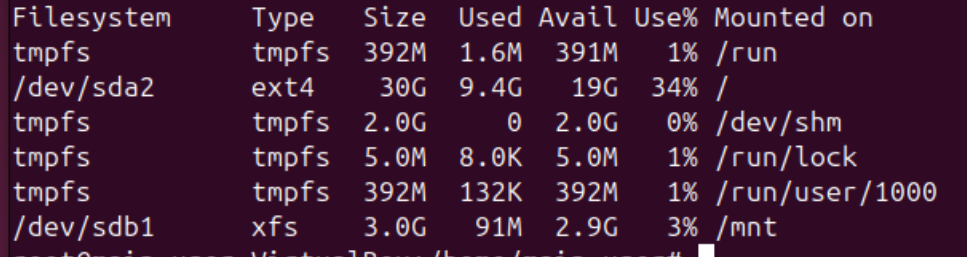 Filesystem     Type   Size  Used Avail Use% Mounted on
tmpfs          tmpfs  392M  1.6M  391M   1% /run
/dev/sda2      ext4    30G  9.4G   19G  34% /
tmpfs          tmpfs  2.0G     0  2.0G   0% /dev/shm
tmpfs          tmpfs  5.0M  8.0K  5.0M   1% /run/lock
tmpfs          tmpfs  392M  132K  392M   1% /run/user/1000
/dev/sdb1      xfs    3.0G   91M  2.9G   3% /mnt